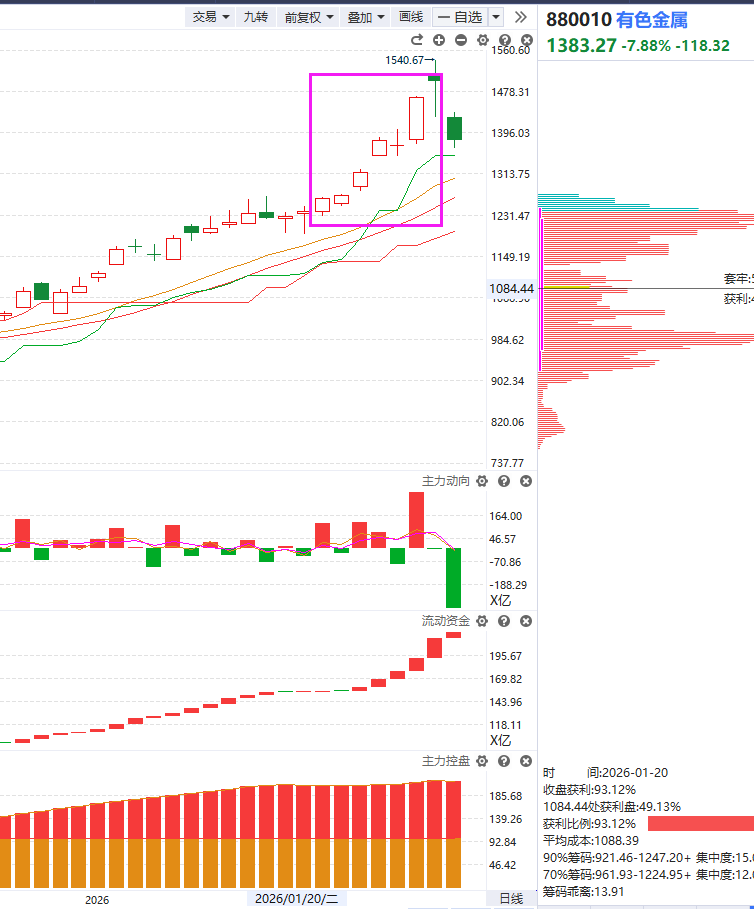 交易 九转 前复权 叠加 画线 一 自选
880010 有色金属
1383.27 -7.88% -118.32
1560.60
1540.67
1478.31
1396.03
1313.75
1231.47
1149.19
1084.44
984.62
902.34
820.06
737.77
套牢:
获利:
主力动向
164.00
46.57
-70.86
-188.29
X亿
流动资金
195.67
169.82
143.96
118.11
X亿
主力控盘
185.68
139.26
92.84
46.42
时 间:2026-01-20
收盘获利:93.12%
1084.44处获利盘:49.13%
获利比例:93.12%
平均成本:1088.39
90%筹码:921.46-1247.20+ 集中度:15.
70%筹码:961.93-1224.95+ 集中度:12.
筹码乖离:13.91
2026 2026/01/20/二 日线